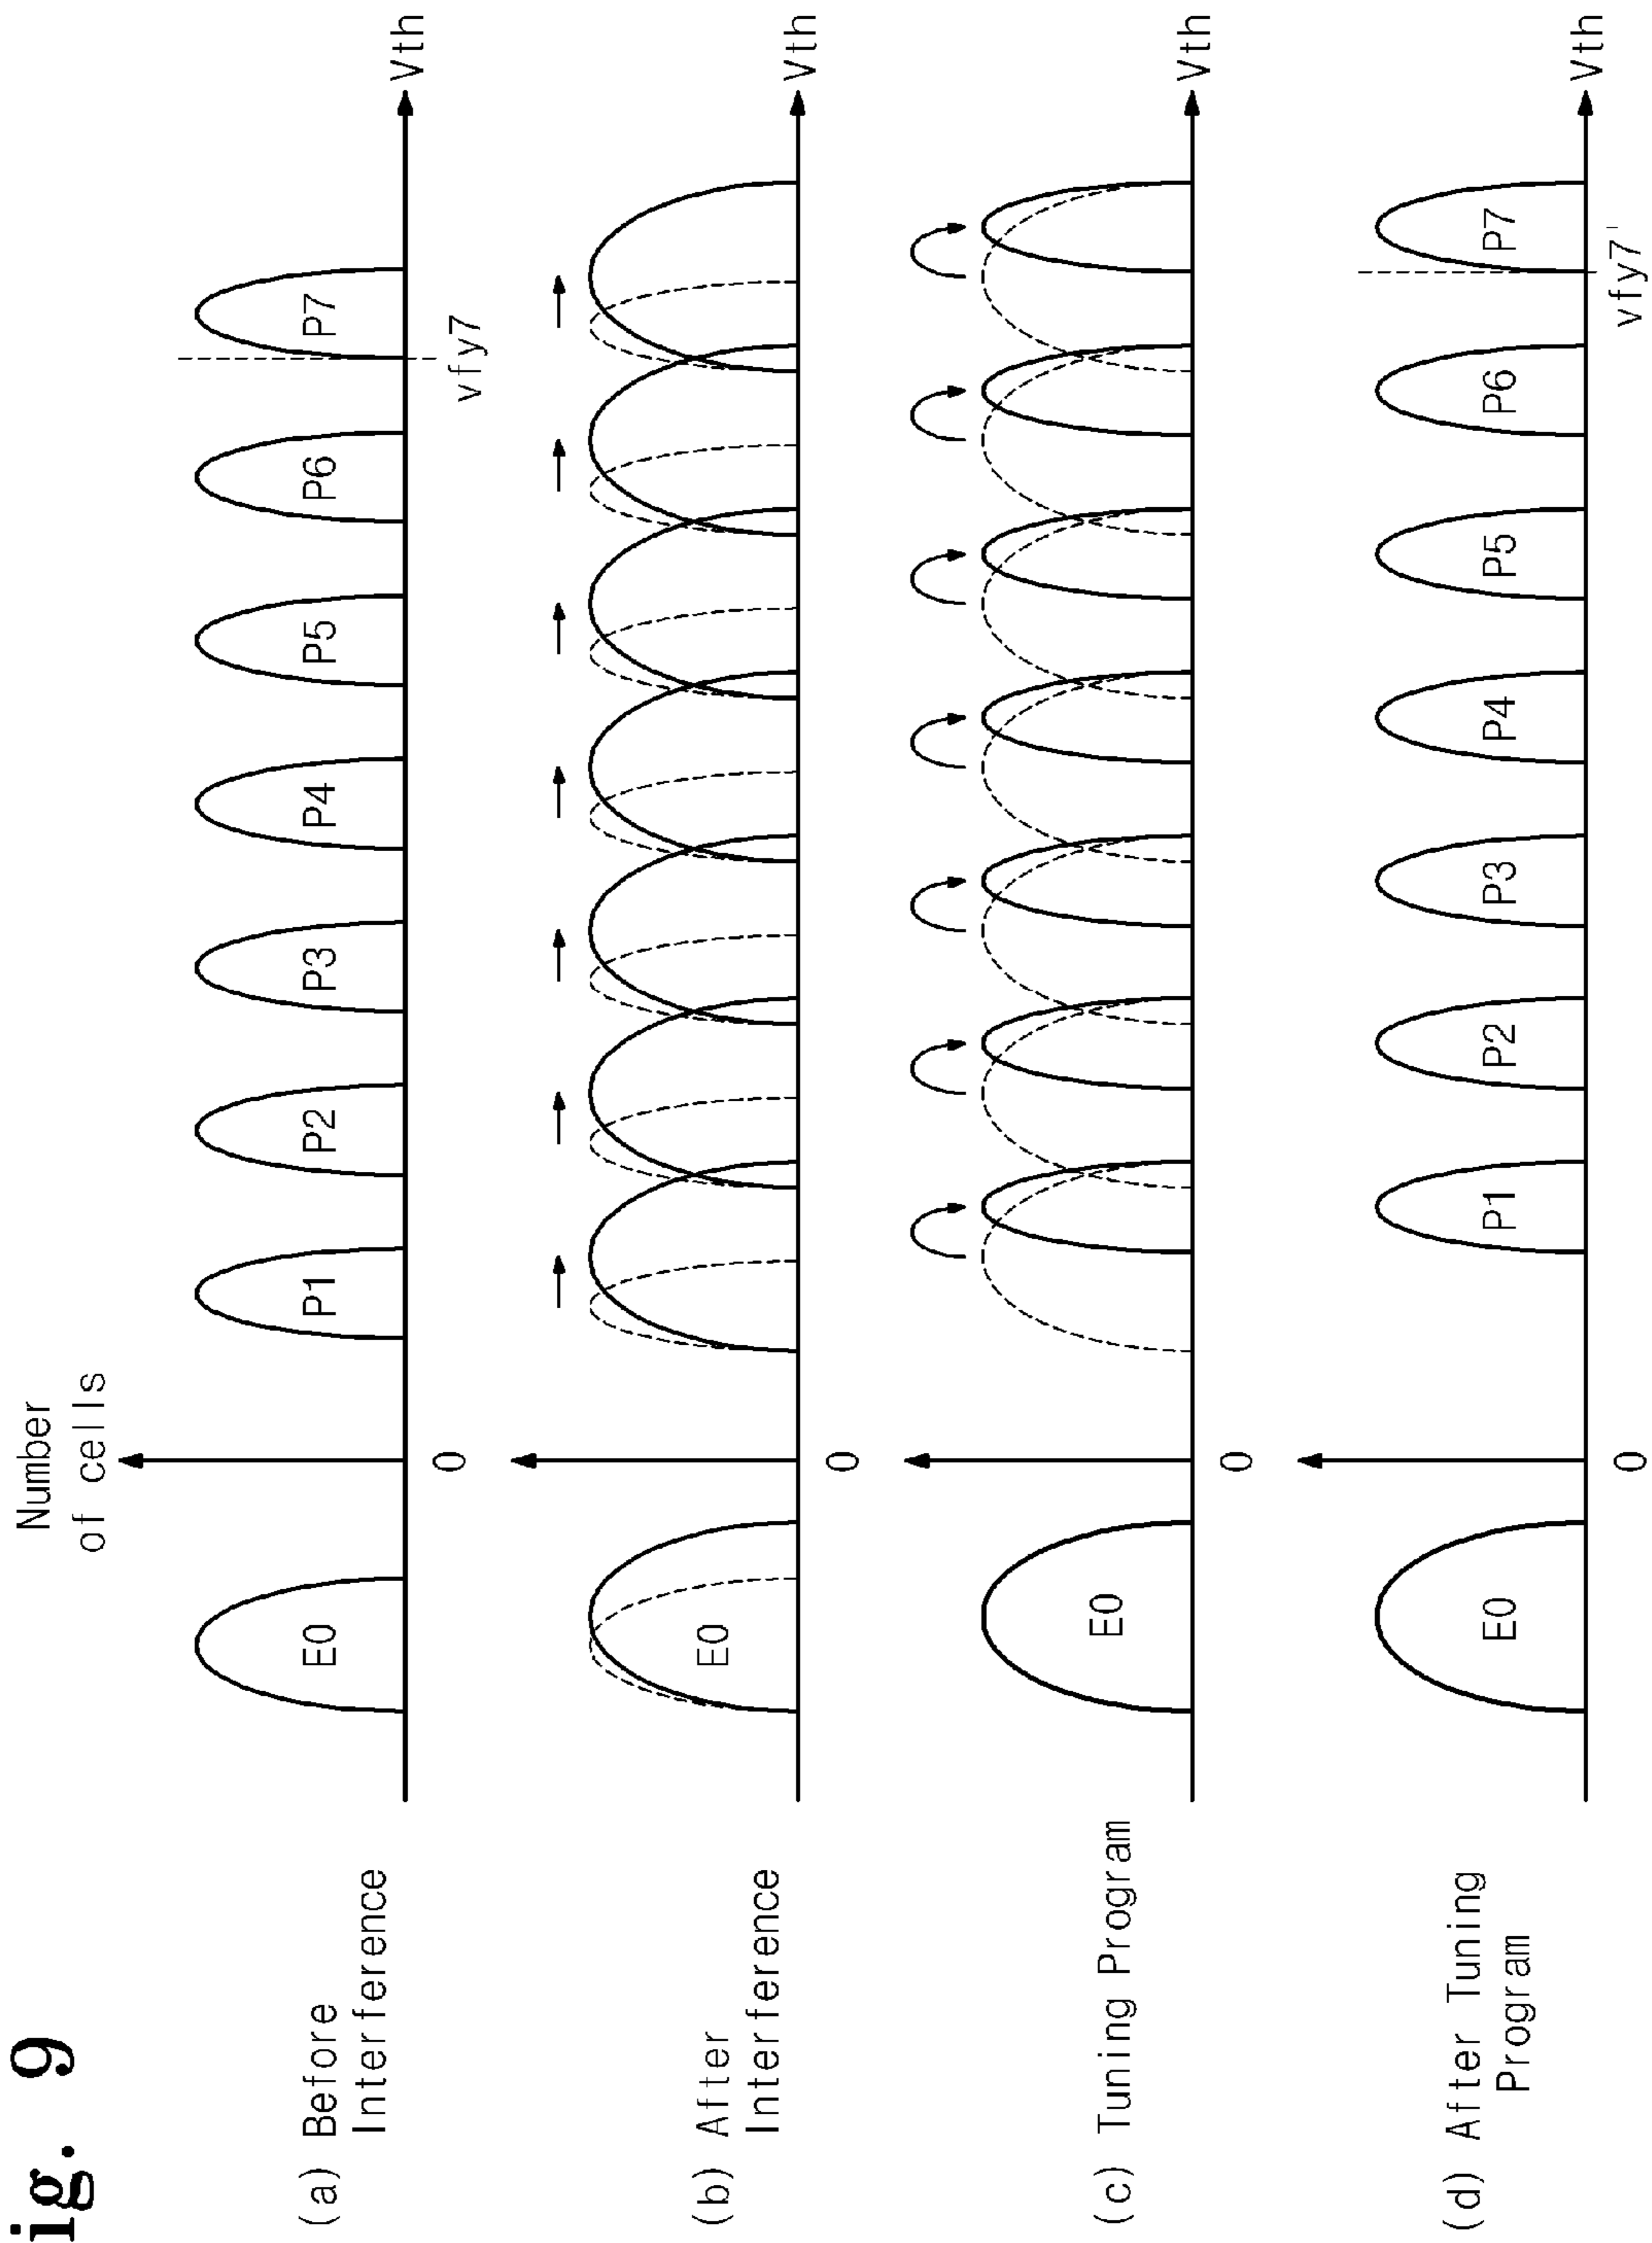 ig. 9
Number
of cells
(a) Before
Interference
E0
P1
P2
P3
P4
P5
P6
P7
0
vfy7
Vth
(b) After
Interference
E0
0
Vth
(c) Tuning Program
E0
0
Vth
(d) After Tuning
Program
E0
P1
P2
P3
P4
P5
P6
P7
0
vfy7'
Vth